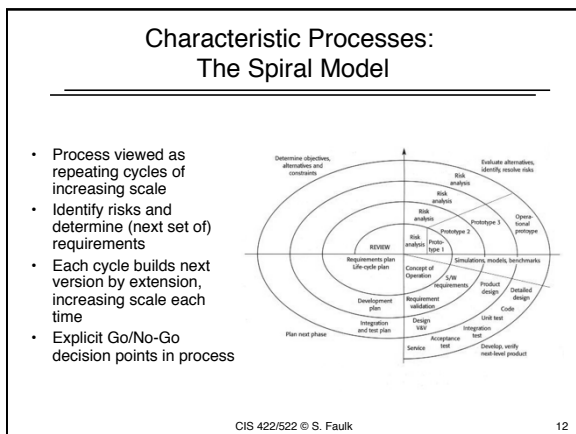 Characteristic Processes:
The Spiral Model
• Process viewed as
repeating cycles of
increasing scale
• Identify risks and
determine (next set of)
requirements
• Each cycle builds next
version by extension,
increasing scale each
time
• Explicit Go/No-Go
decision points in process
Determine objectives,
alternatives and
constraints
Evaluate alternatives,
identify, resolve risks
Risk
analysis
Risk
analysis
Risk
analysis
Risk
analysis
Proto-
type 1
Prototype 2
Prototype 3
Opera-
tional
protoype
REVIEW
Requirements plan
Life-cycle plan
Concept of
Operation
Simulations, models, benchmarks
S/W
requirements
Product
design
Detailed
design
Development
plan
Requirement
validation
Code
Unit test
Integration
and test plan
Design
V&V
Integration
test
Plan next phase
Acceptance
test
Service
Develop, verify
next-level product
CIS 422/522 © S. Faulk
12